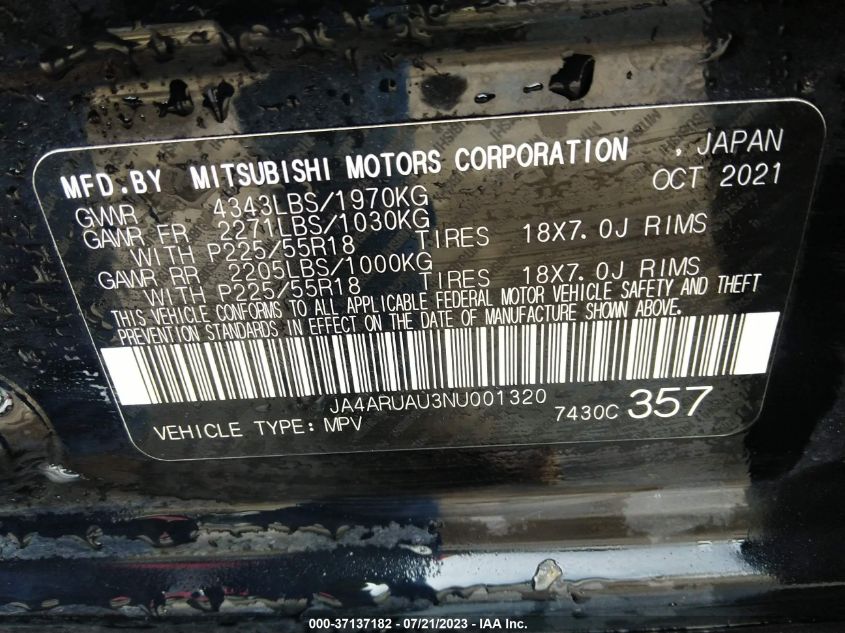 MFD.BY MITSUBISHI MOTORS CORPORATION , JAPAN
OCT 2021
GWWR 4343LBS/1970KG
GAWR FR 2271LBS/1030KG
WITH P225/55R18 TIRES 18X7.0J RIMS
GAWR RR 2205LBS/1000KG
WITH P225/55R18 TIRES 18X7.0J RIMS
THIS VEHICLE CONFORMS TO ALL APPLICABLE FEDERAL MOTOR VEHICLE SAFETY AND THEFT
PREVENTION STANDARDS IN EFFECT ON THE DATE OF MANUFACTURE SHOWN ABOVE.
JA4ARUAU3NU001320
VEHICLE TYPE: MPV 7430C 357
000-37137182 - 07/21/2023 - IAA Inc.